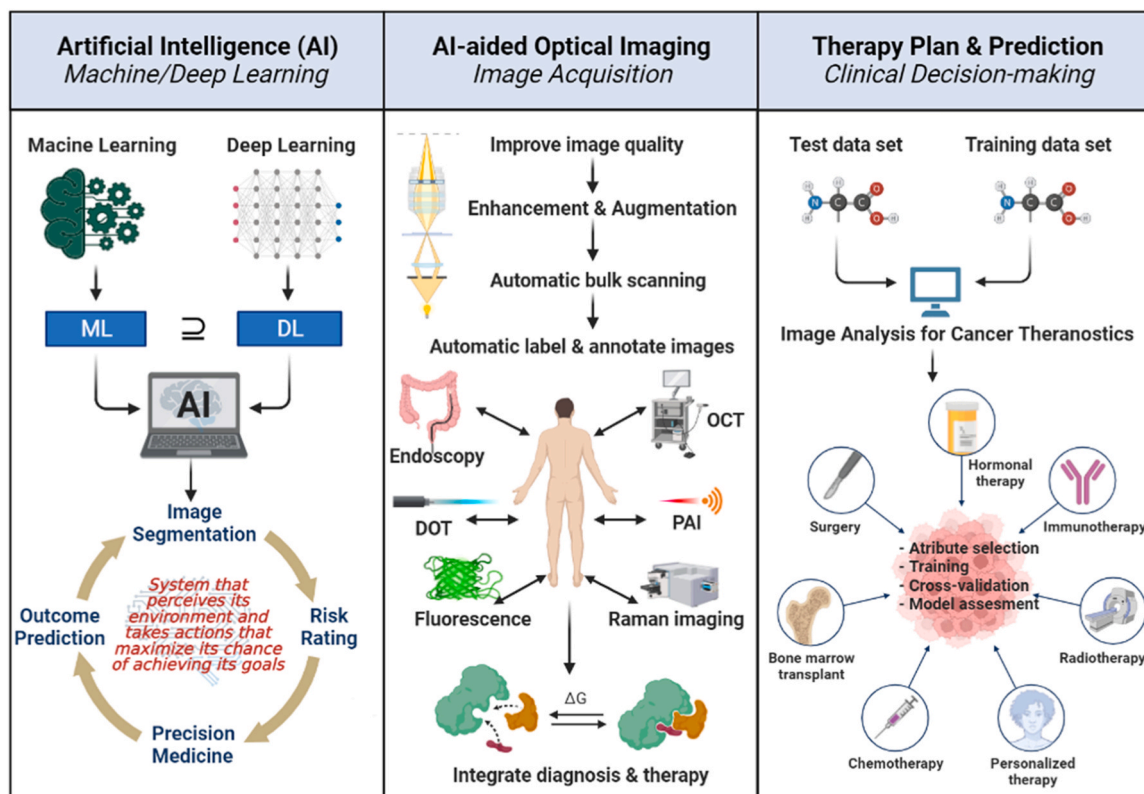 Artificial Intelligence (AI)
Machine/Deep Learning
Macine Learning
Deep Learning
ML
⊇
DL
AI
Image
Segmentation
Risk
Rating
Precision
Medicine
Outcome
Prediction
System that
perceives its
environment and
takes actions that
maximize its chance
of achieving its goals
AI-aided Optical Imaging
Image Acquisition
Improve image quality
Enhancement & Augmentation
Automatic bulk scanning
Automatic label & annotate images
Endoscopy
OCT
DOT
PAI
Fluorescence
Raman imaging
ΔG
Integrate diagnosis & therapy
Therapy Plan & Prediction
Clinical Decision-making
Test data set
Training data set
H
H
N
H
C
H
C
O
O
H
H
H
N
H
C
H
C
O
O
H
Image Analysis for Cancer Theranostics
Hormonal
therapy
Surgery
Immunotherapy
- Atribute selection
- Training
- Cross-validation
- Model assesment
Bone marrow
transplant
Radiotherapy
Chemotherapy
Personalized
therapy